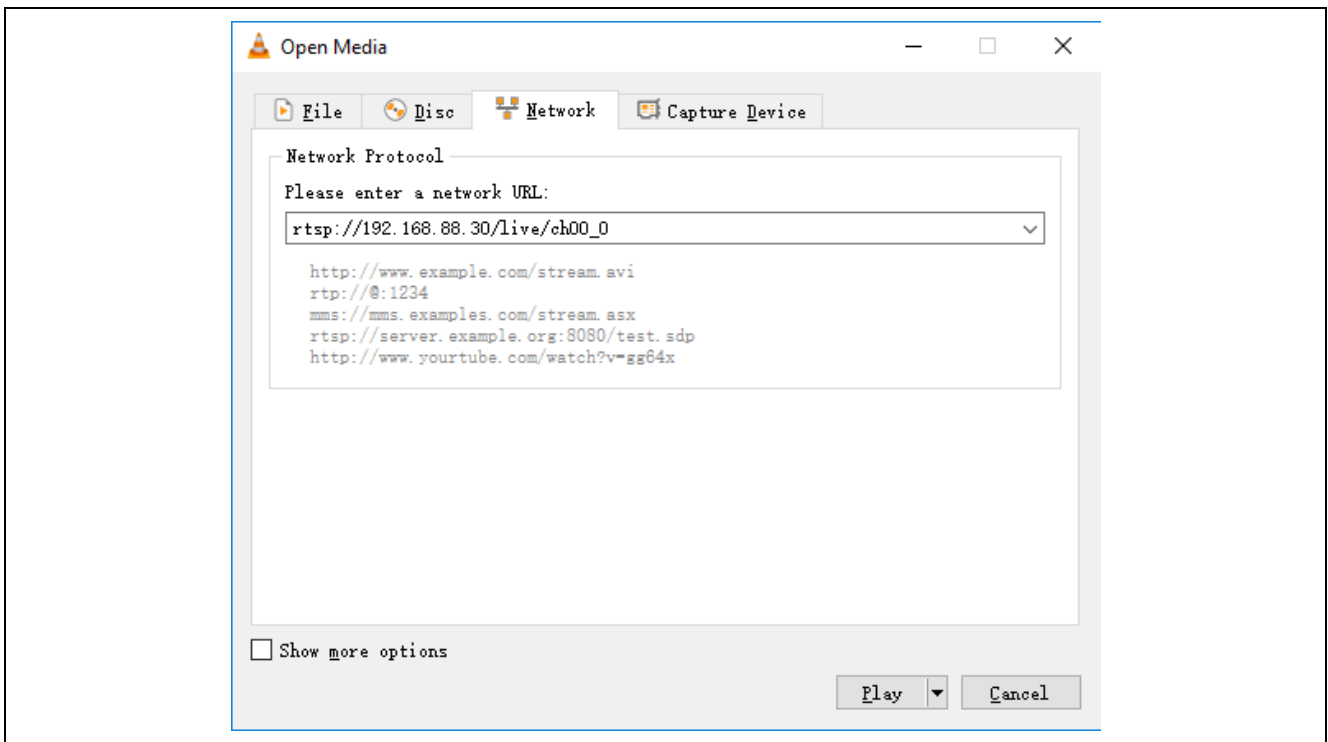 Open Media
File Disc Network Capture Device
Network Protocol
Please enter a network URL:
rtsp://192.168.88.30/live/ch00_0
http://www.example.com/stream.avi
rtp://@:1234
mms://mms.examples.com/stream.asx
rtsp://server.example.org:8080/test.sdp
http://www.yourtube.com/watch?v=gg64x
Show more options
Play Cancel